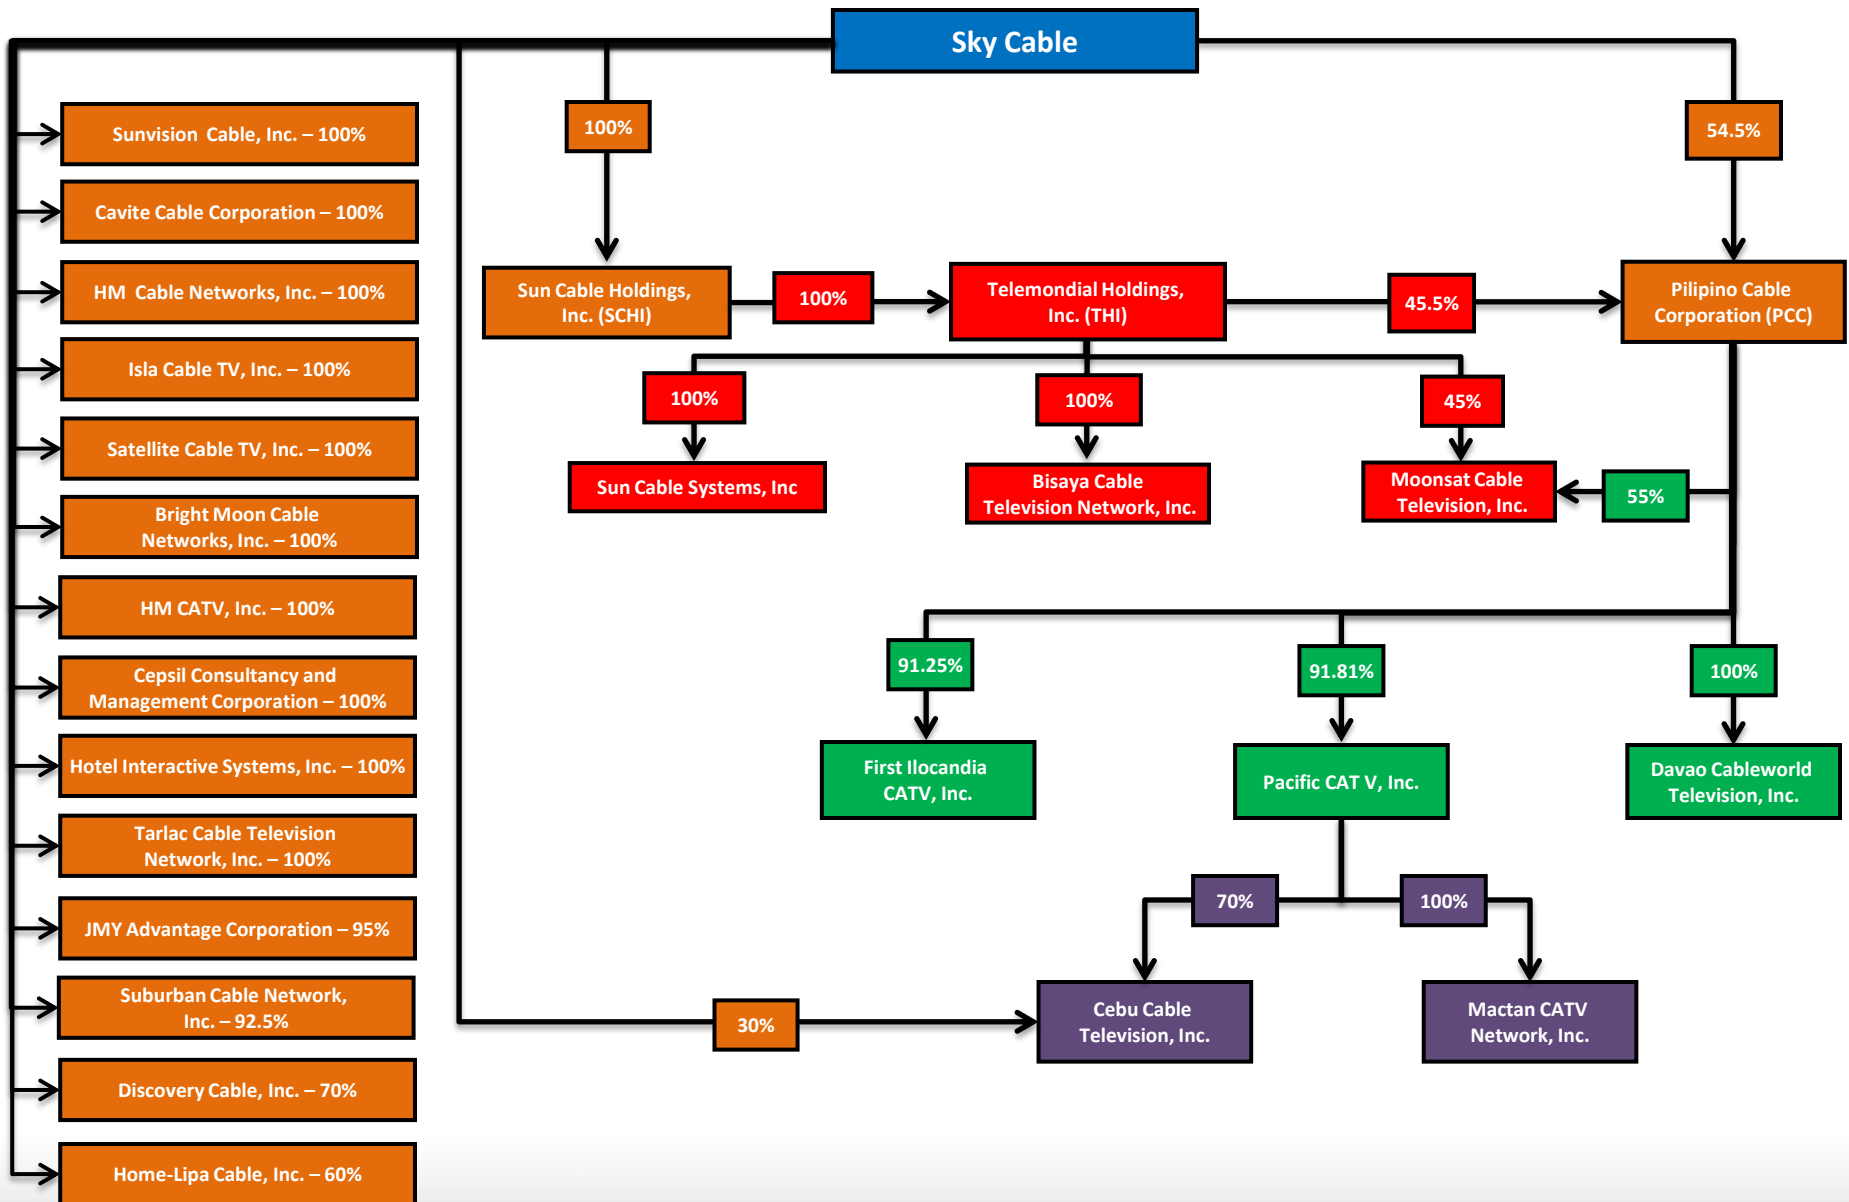 Sky Cable
Sunvision Cable, Inc. – 100%
Cavite Cable Corporation – 100%
HM Cable Networks, Inc. – 100%
Isla Cable TV, Inc. – 100%
Satellite Cable TV, Inc. – 100%
Bright Moon Cable
Networks, Inc. – 100%
HM CATV, Inc. – 100%
Cepsil Consultancy and
Management Corporation – 100%
Hotel Interactive Systems, Inc. – 100%
Tarlac Cable Television
Network, Inc. – 100%
JMY Advantage Corporation – 95%
Suburban Cable Network,
Inc. – 92.5%
Discovery Cable, Inc. – 70%
Home-Lipa Cable, Inc. – 60%
100%
54.5%
Sun Cable Holdings,
Inc. (SCHI)
100%
Telemondial Holdings,
Inc. (THI)
45.5%
Pilipino Cable
Corporation (PCC)
100%
100%
45%
Sun Cable Systems, Inc
Bisaya Cable
Television Network, Inc.
Moonsat Cable
Television, Inc.
55%
91.25%
91.81%
100%
First Ilocandia
CATV, Inc.
Pacific CAT V, Inc.
Davao Cableworld
Television, Inc.
70%
100%
30%
Cebu Cable
Television, Inc.
Mactan CATV
Network, Inc.